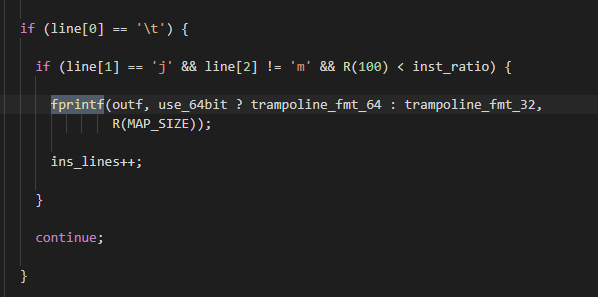 if (line[0] == '\t') {
if (line[1] == 'j' && line[2] != 'm' && R(100) < inst_ratio) {
fprintf(outf, use_64bit ? trampoline_fmt_64 : trampoline_fmt_32,
R(MAP_SIZE));
ins_lines++;
}
continue;
}